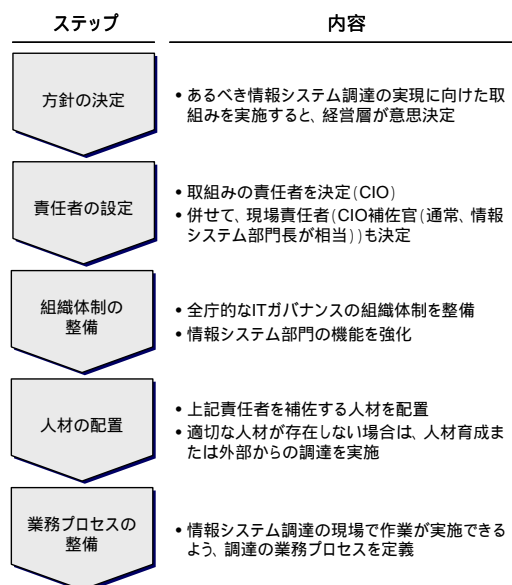 ステップ
内容
方針の決定
•あるべき情報システム調達の実現に向けた取
組みを実施すると、経営層が意思決定
責任者の設定
•取組みの責任者を決定(CIO)
•併せて、現場責任者(CIO補佐官(通常、情報
システム部門長が相当))も決定
組織体制の
整備
•全庁的なITガバナンスの組織体制を整備
•情報システム部門の機能を強化
人材の配置
•上記責任者を補佐する人材を配置
•適切な人材が存在しない場合は、人材育成ま
たは外部からの調達を実施
業務プロセスの
整備
•情報システム調達の現場で作業が実施できる
よう、調達の業務プロセスを定義